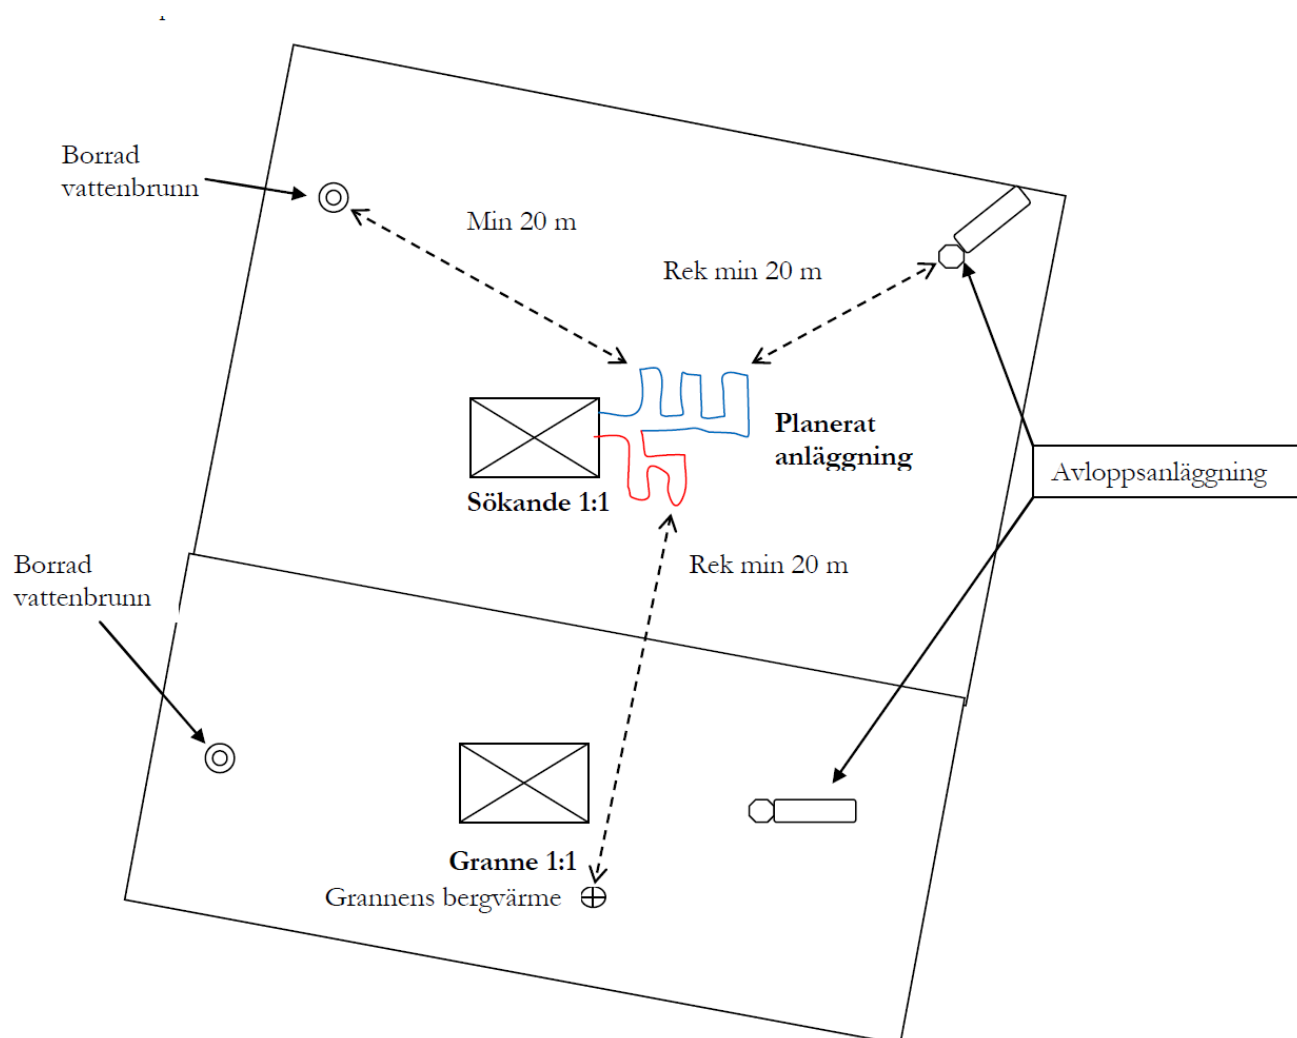 Borrad
vattenbrunn
Min 20 m
Rek min 20 m
Planerat
anläggning
Avloppsanläggning
Sökande 1:1
Rek min 20 m
Borrad
vattenbrunn
Granne 1:1
Grannens bergvärme